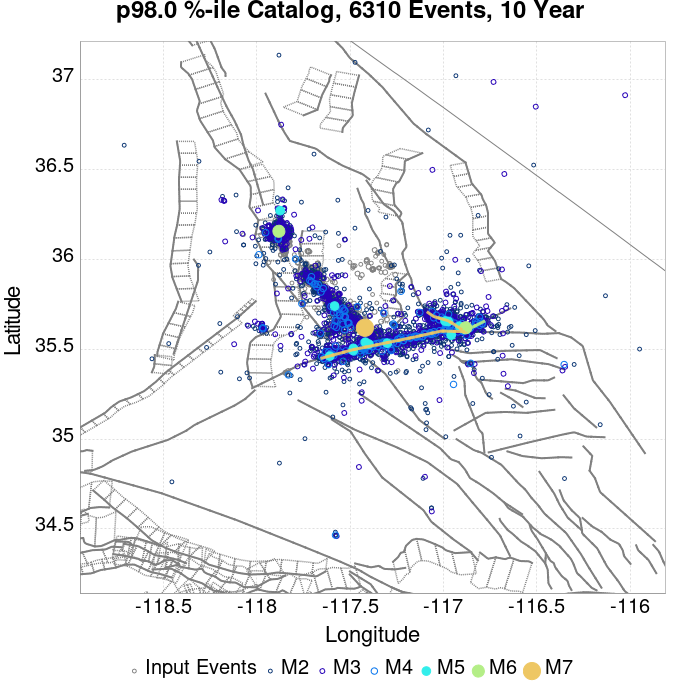 p98.0 %-ile Catalog, 6310 Events, 10 Year
37
36.5
36
35.5
35
34.5
Latitude
-118.5 -118 -117.5 -117 -116.5 -116
Longitude
Input Events M2 M3 M4 M5 M6 M7